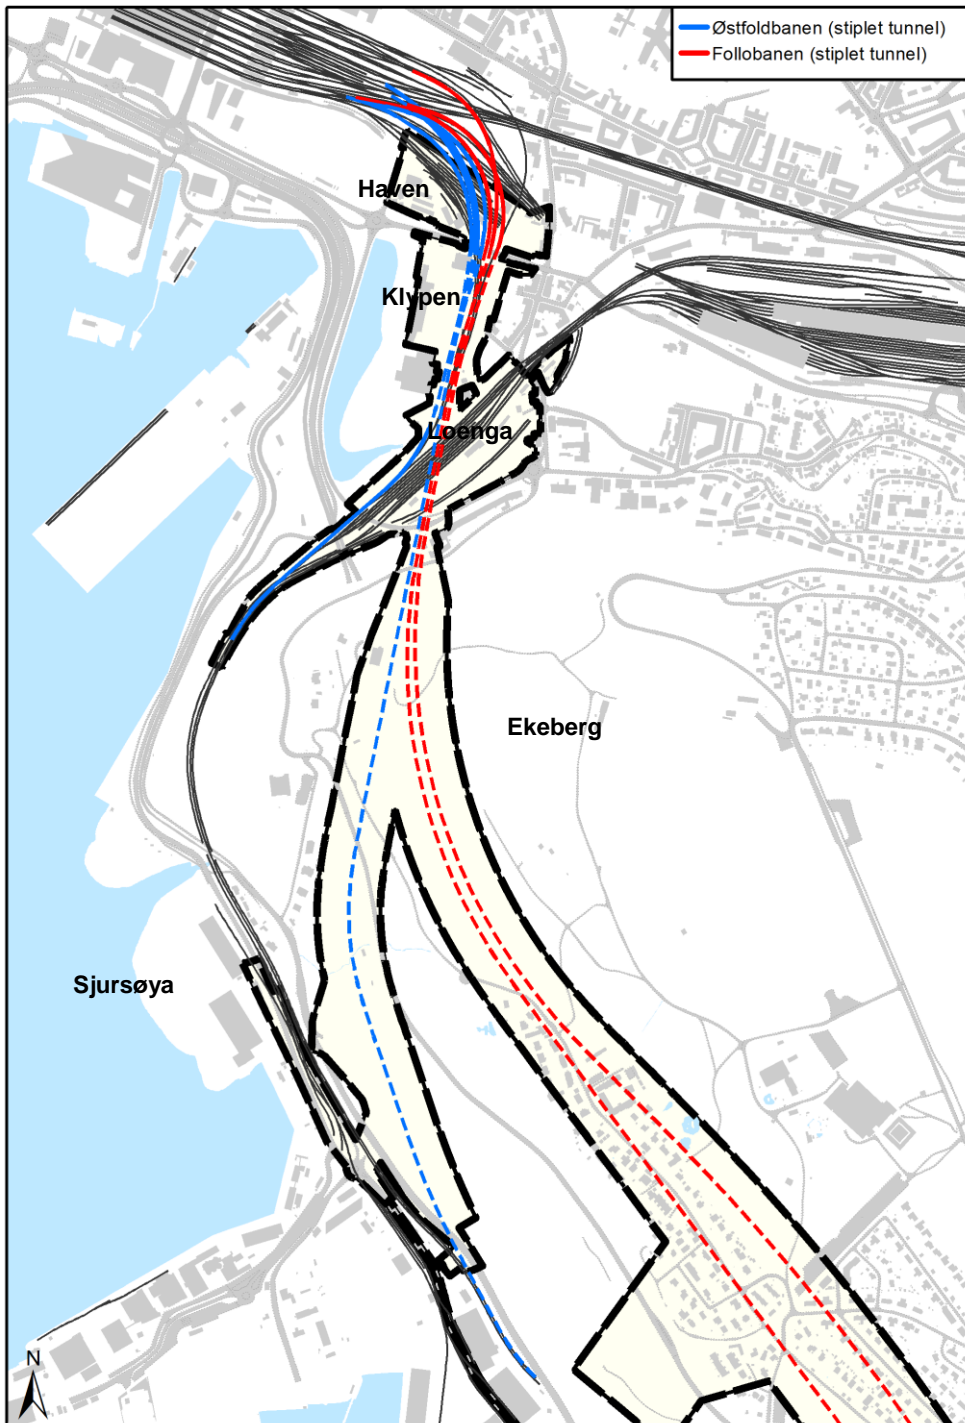 Østfoldbanen (stiplet tunnel)
Follobanen (stiplet tunnel)
Haven
Klypen
Loenga
Ekeberg
Sjursøya
N